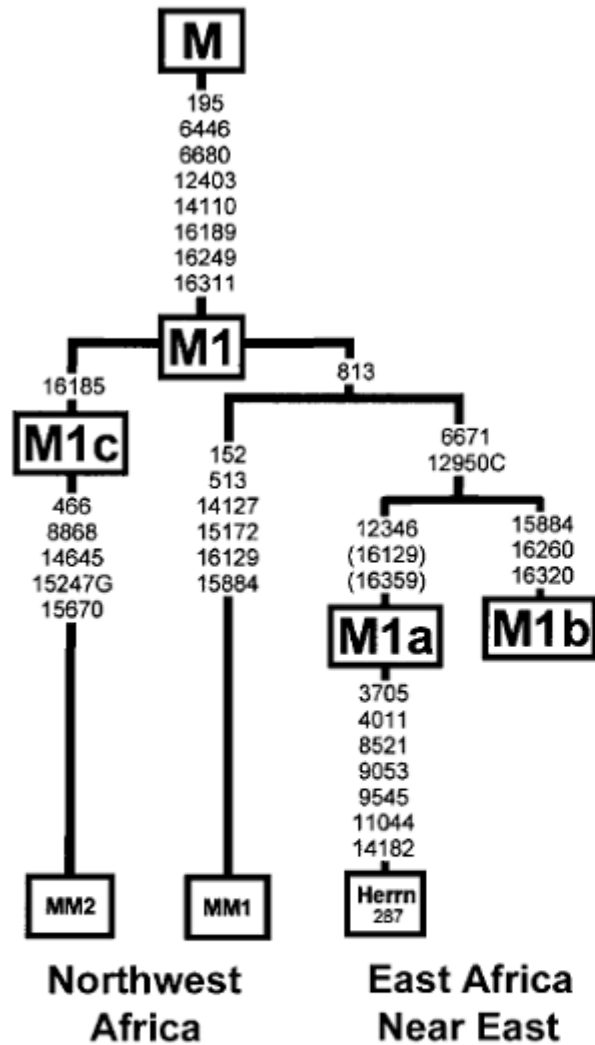 M
195
6446
6680
12403
14110
16189
16249
16311
M1
16185
M1c
466
8868
14645
15247G
15670
MM2
813
152
513
14127
15172
16129
15884
MM1
6671
12950C
12346
(16129)
(16359)
M1a
3705
4011
8521
9053
9545
11044
14182
Herrn
287
15884
16260
16320
M1b
Northwest
Africa
East Africa
Near East